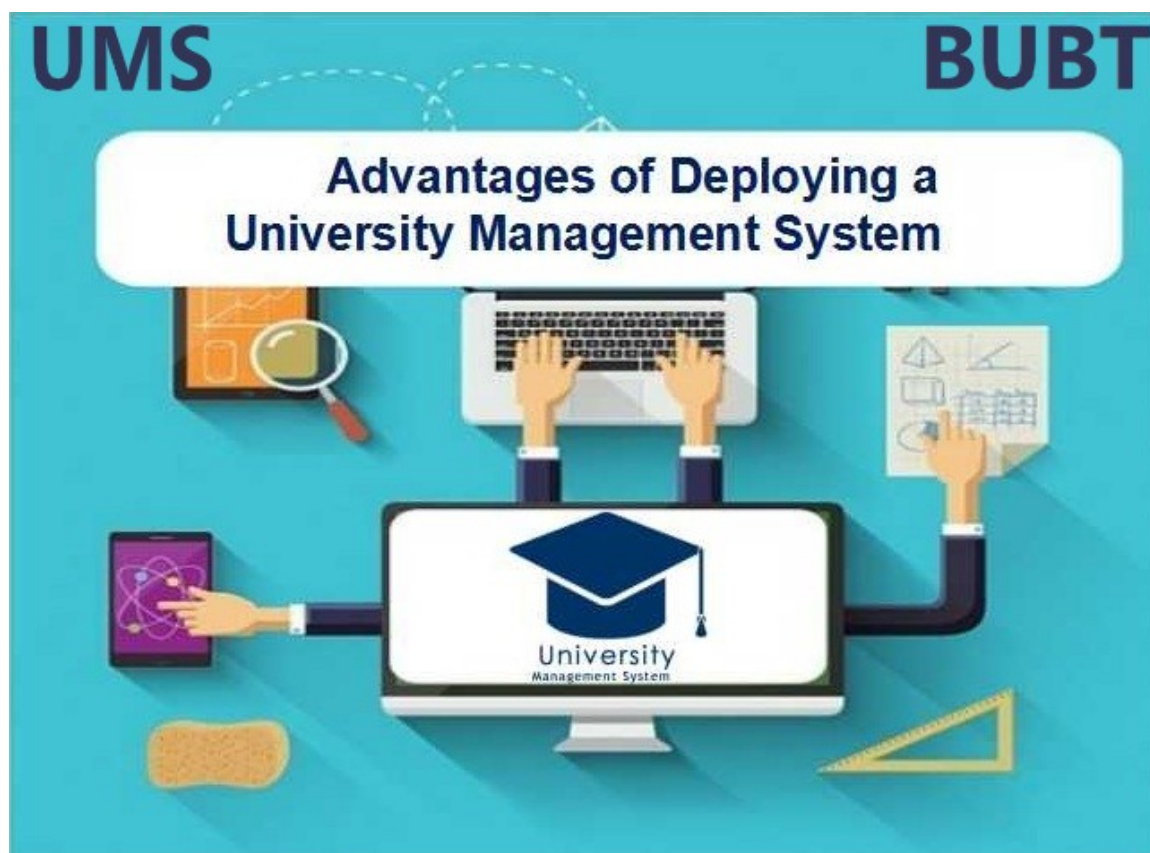 UMS
BUBT
Advantages of Deploying a
University Management System
University
Management System